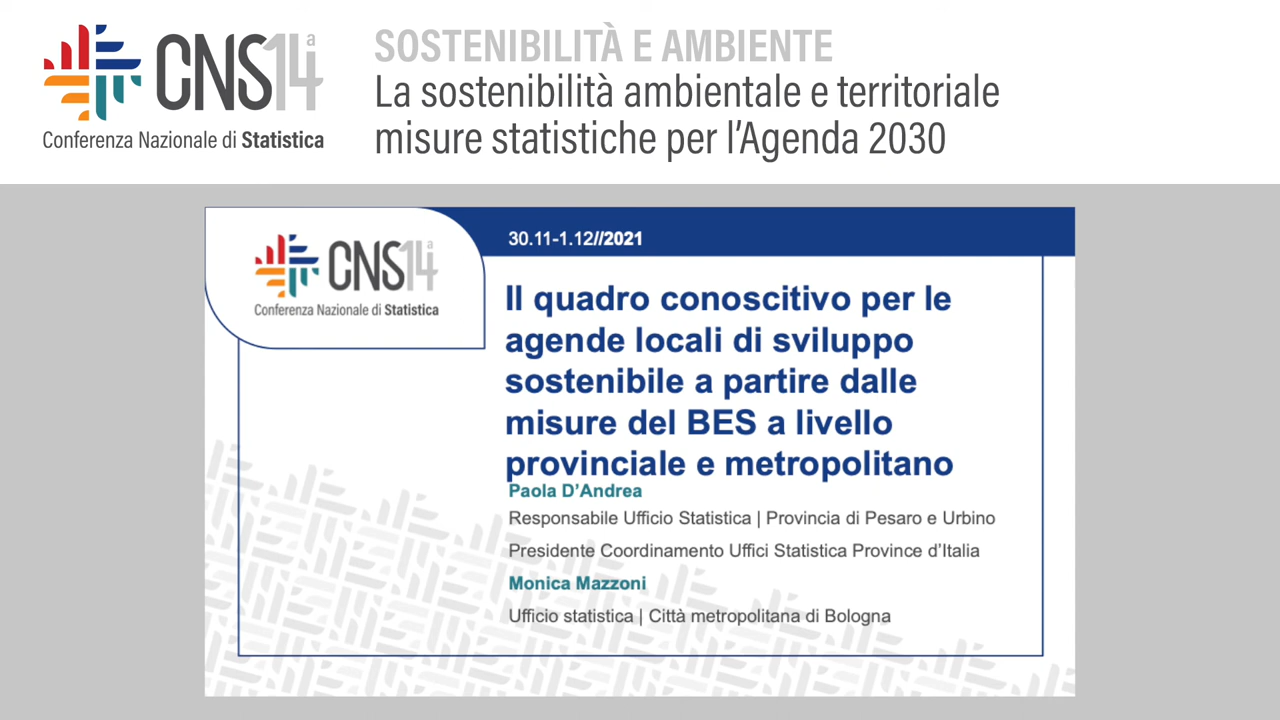 CNS14a
Conferenza Nazionale di Statistica
SOSTENIBILITÀ E AMBIENTE
La sostenibilità ambientale e territoriale
misure statistiche per l’Agenda 2030
CNS14a
Conferenza Nazionale di Statistica
30.11-1.12//2021
Il quadro conoscitivo per le
agende locali di sviluppo
sostenibile a partire dalle
misure del BES a livello
provinciale e metropolitano
Paola D’Andrea
Responsabile Ufficio Statistica | Provincia di Pesaro e Urbino
Presidente Coordinamento Uffici Statistica Province d’Italia
Monica Mazzoni
Ufficio statistica | Città metropolitana di Bologna